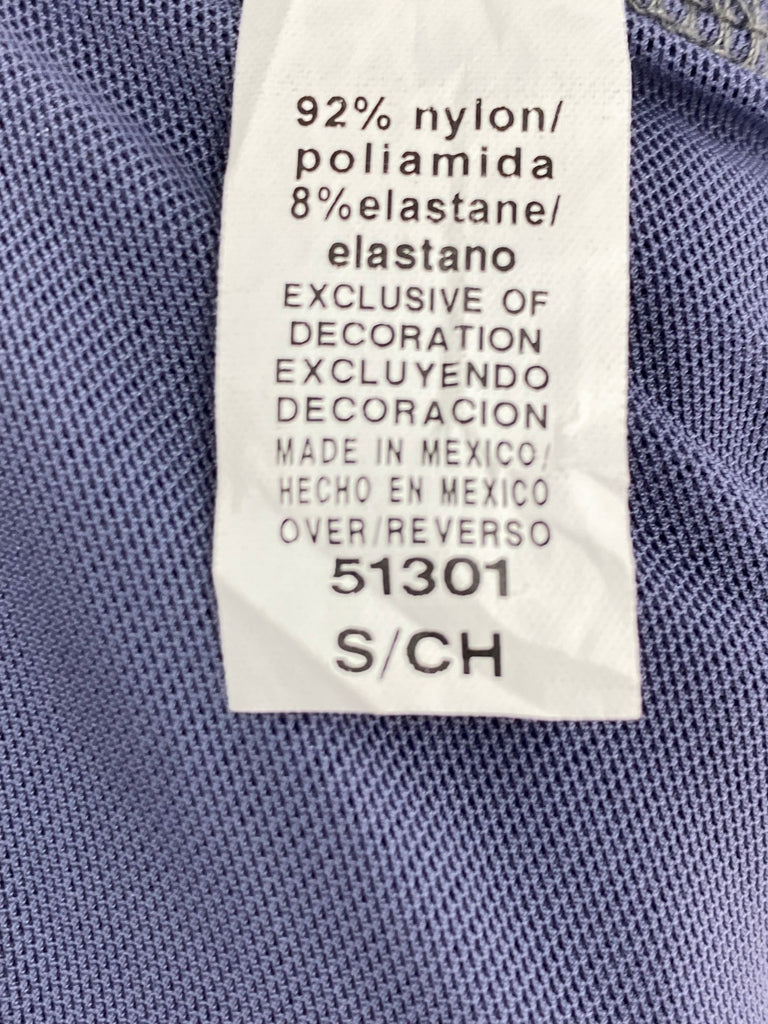 92% nylon/
poliamida
8%elastane/
elastano
EXCLUSIVE OF
DECORATION
EXCLUYENDO
DECORACION
MADE IN MEXICO/
HECHO EN MEXICO
OVER/REVERSO
51301
S/CH